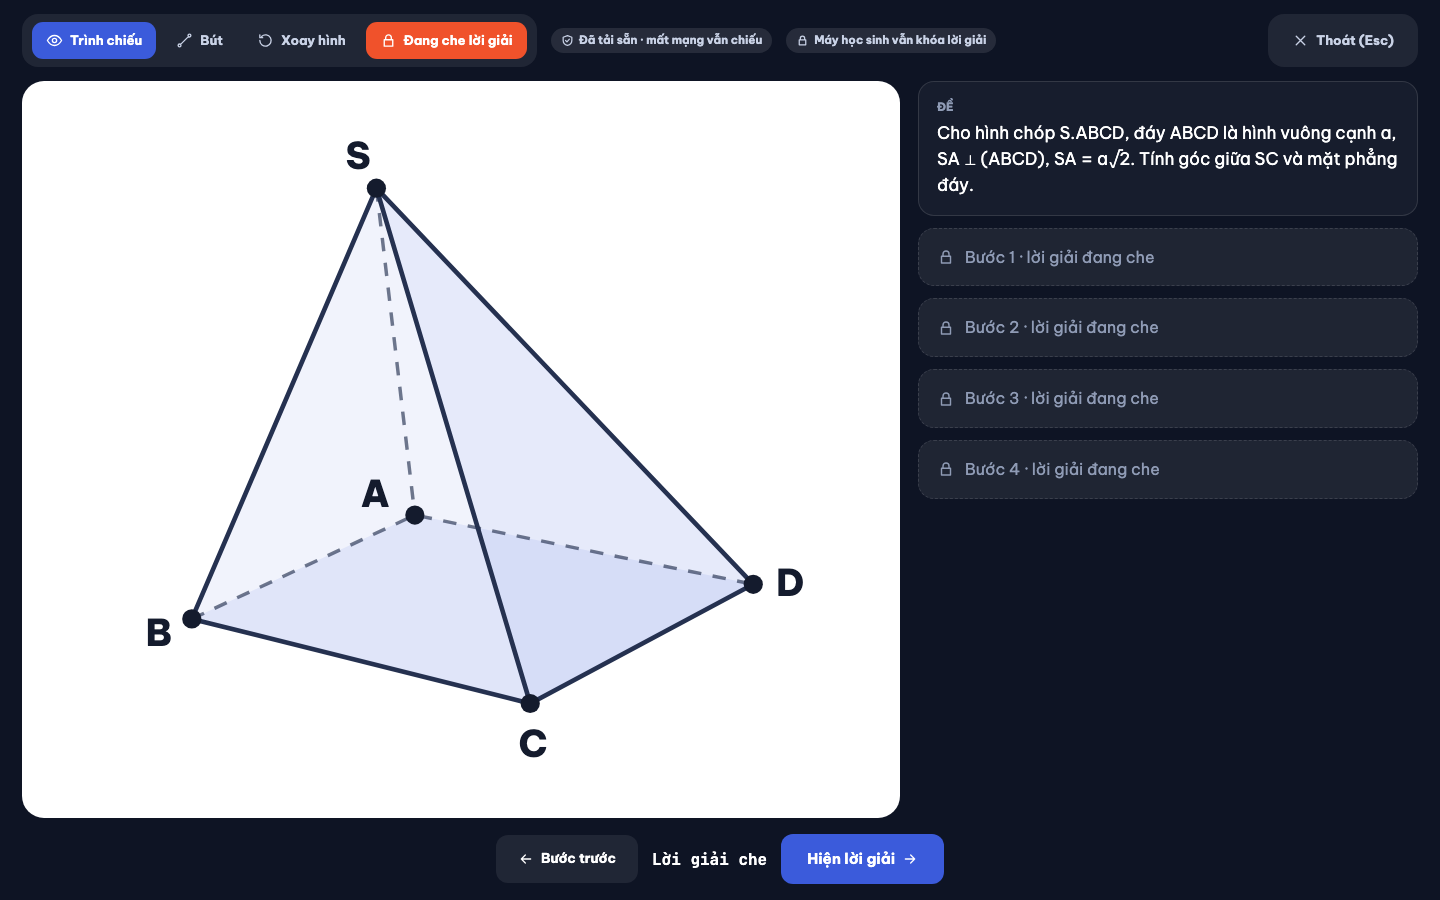 Trình chiếu
Bút
Xoay hình
Đang che lời giải
Đã tải sẵn · mất mạng vẫn chiếu
Máy học sinh vẫn khóa lời giải
Thoát (Esc)
S
A
B
C
D
ĐỀ
Cho hình chóp S.ABCD, đáy ABCD là hình vuông cạnh a,
SA ⊥ (ABCD), SA = a√2. Tính góc giữa SC và mặt phẳng
đáy.
Bước 1 · lời giải đang che
Bước 2 · lời giải đang che
Bước 3 · lời giải đang che
Bước 4 · lời giải đang che
← Bước trước
Lời giải che
Hiện lời giải →